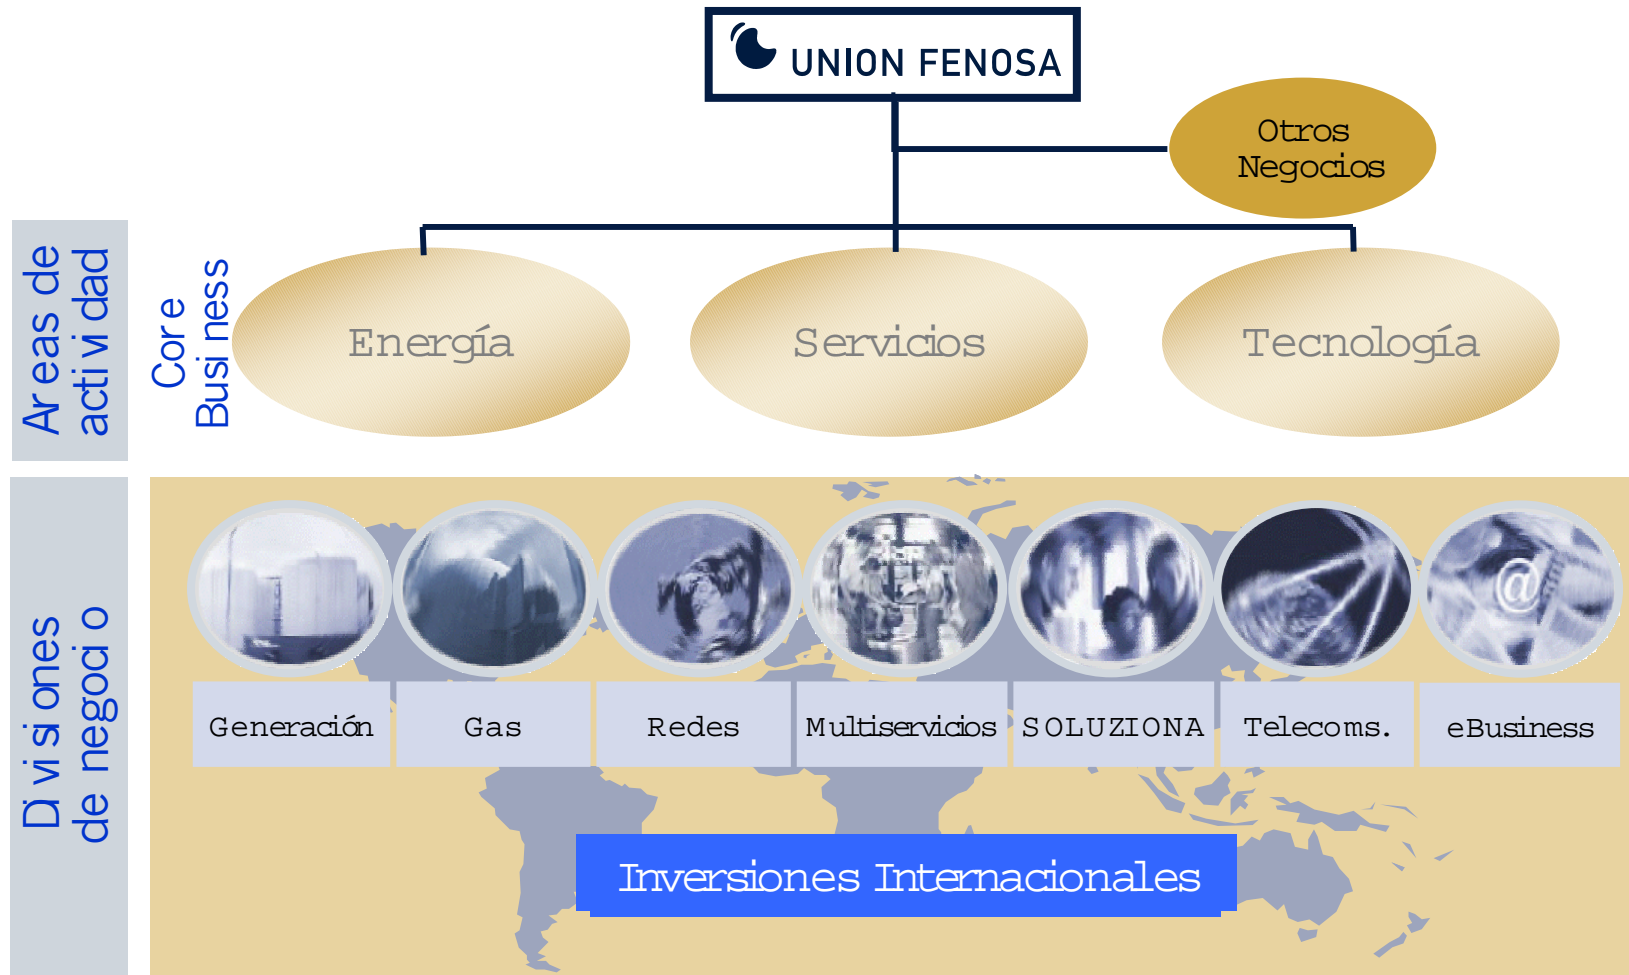 UNION FENOSA
Otros
Negocios
Areas de
actividad
Core
Business
Energía
Servicios
Tecnología
Divisiones
de negocio
@
Generación
Gas
Redes
Multiservicios
SOLUZIONA
Telecoms.
eBusiness
Inversiones Internacionales